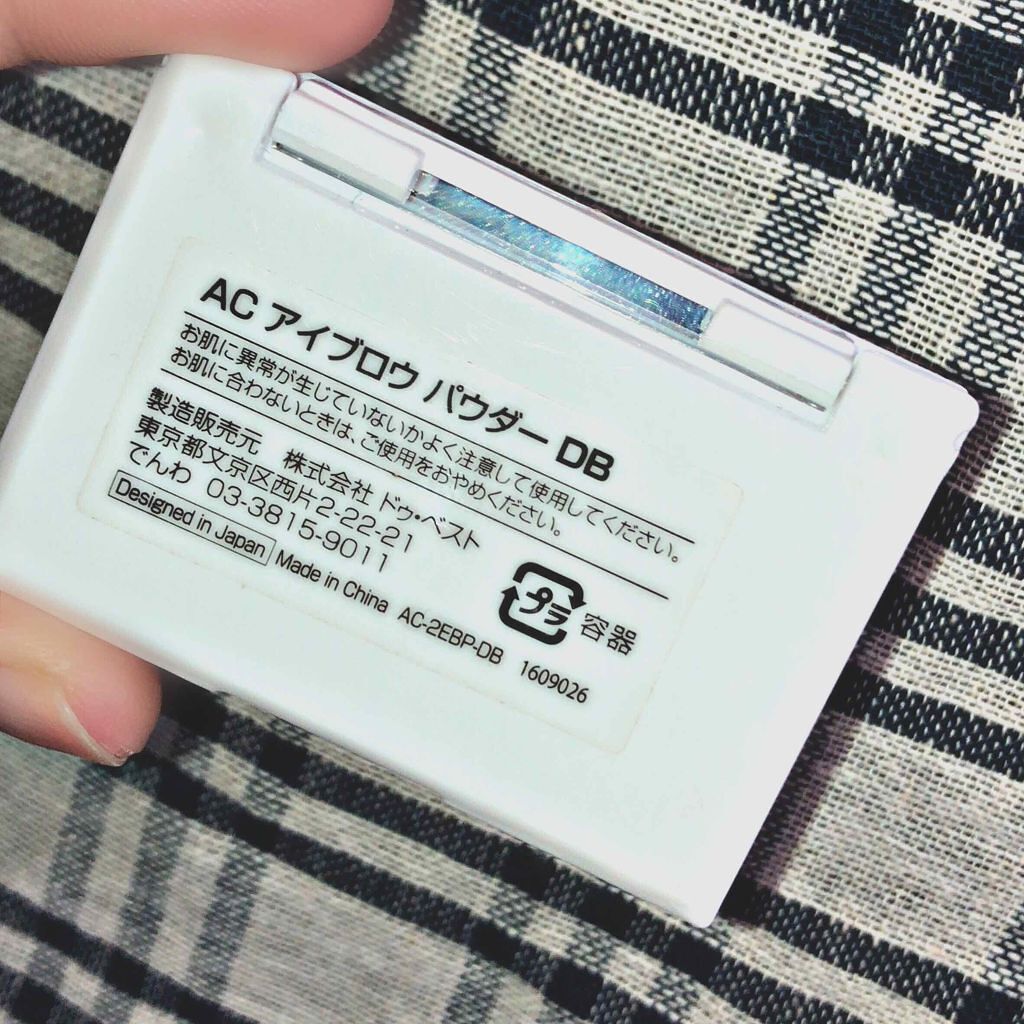 AC アイブロウ パウダー DB
お肌に異常が生じていないかよく注意して使用してください。
お肌に合わないときは、ご使用をおやめください。
製造販売元 株式会社 ドゥ・ベスト
東京都文京区西片2-22-21
でんわ 03-3815-9011
Designed in Japan Made in China AC-2EBP-DB 1609026
プラ 容器